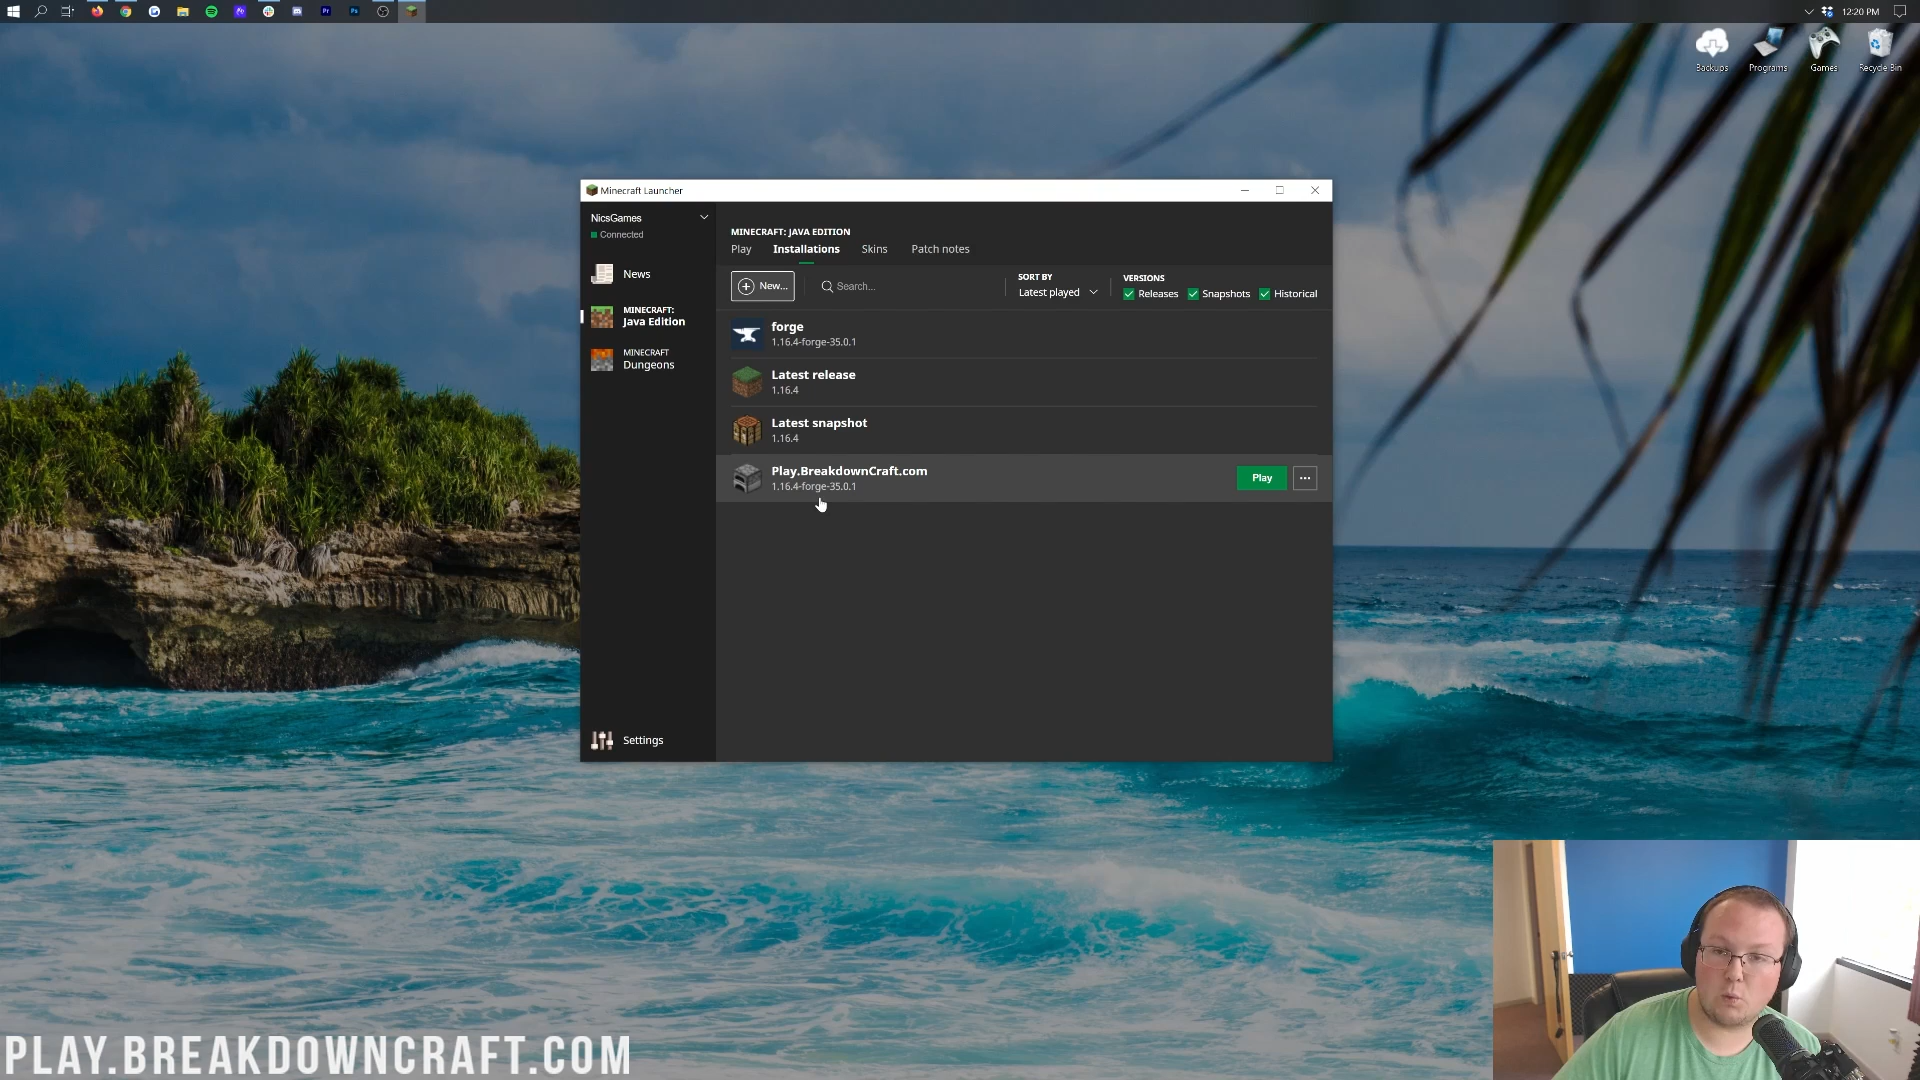 12:20 PM
Backups
Programs
Games
Recycle Bin
Minecraft Launcher
NicsGames
Connected
News
MINECRAFT:
Java Edition
MINECRAFT
Dungeons
Settings
MINECRAFT: JAVA EDITION
Play
Installations
Skins
Patch notes
New...
Search...
SORT BY
Latest played
VERSIONS
Releases
Snapshots
Historical
forge
1.16.4-forge-35.0.1
Latest release
1.16.4
Latest snapshot
1.16.4
Play.BreakdownCraft.com
1.16.4-forge-35.0.1
Play
PLAY.BREAKDOWNCRAFT.COM